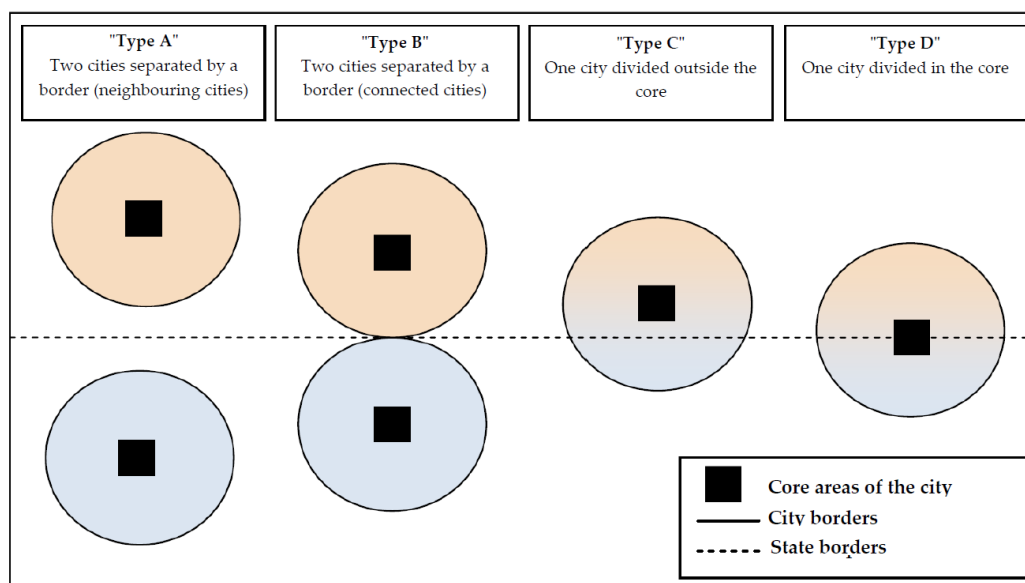 "Type A"
Two cities separated by a
border (neighbouring cities)
"Type B"
Two cities separated by a
border (connected cities)
"Type C"
One city divided outside the
core
"Type D"
One city divided in the core
Core areas of the city
City borders
State borders